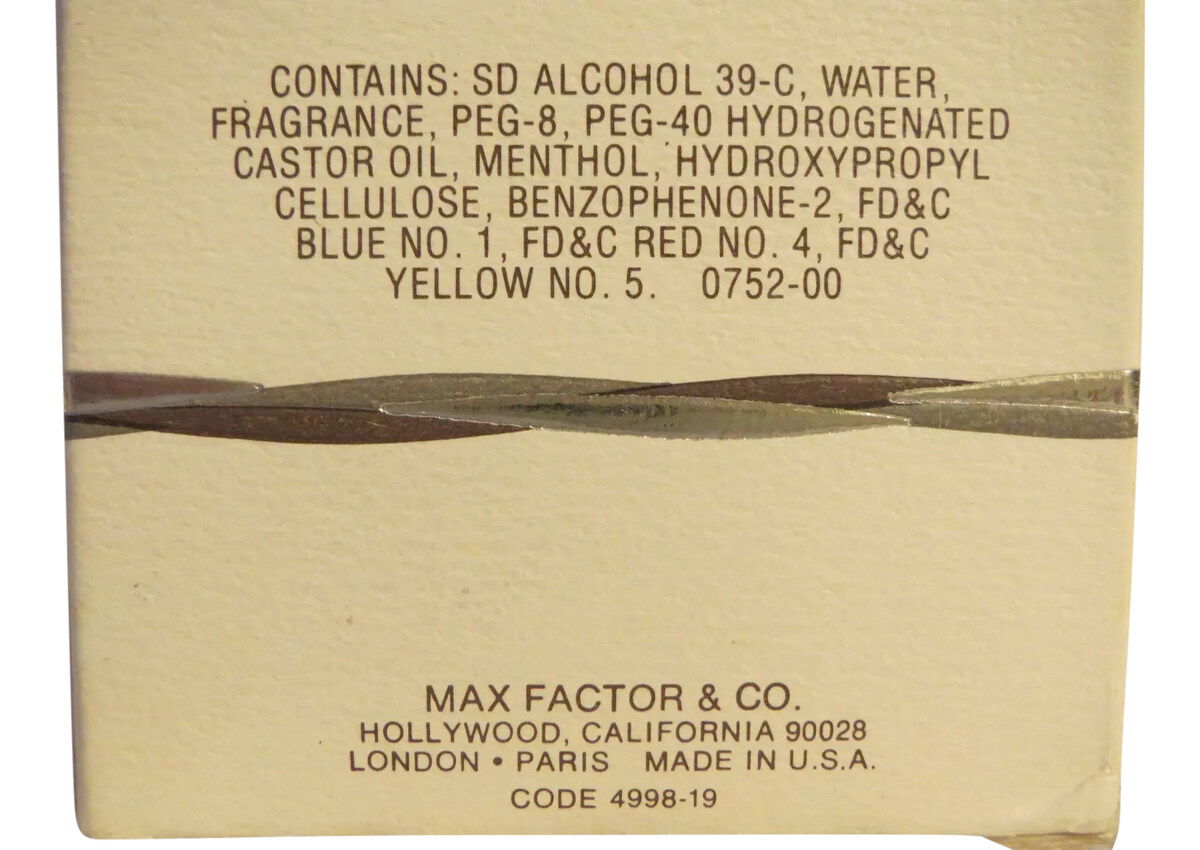 CONTAINS: SD ALCOHOL 39-C, WATER,
FRAGRANCE, PEG-8, PEG-40 HYDROGENATED
CASTOR OIL, MENTHOL, HYDROXYPROPYL
CELLULOSE, BENZOPHENONE-2, FD&C
BLUE NO. 1, FD&C RED NO. 4, FD&C
YELLOW NO. 5. 0752-00
MAX FACTOR & CO.
HOLLYWOOD, CALIFORNIA 90028
LONDON • PARIS MADE IN U.S.A.
CODE 4998-19